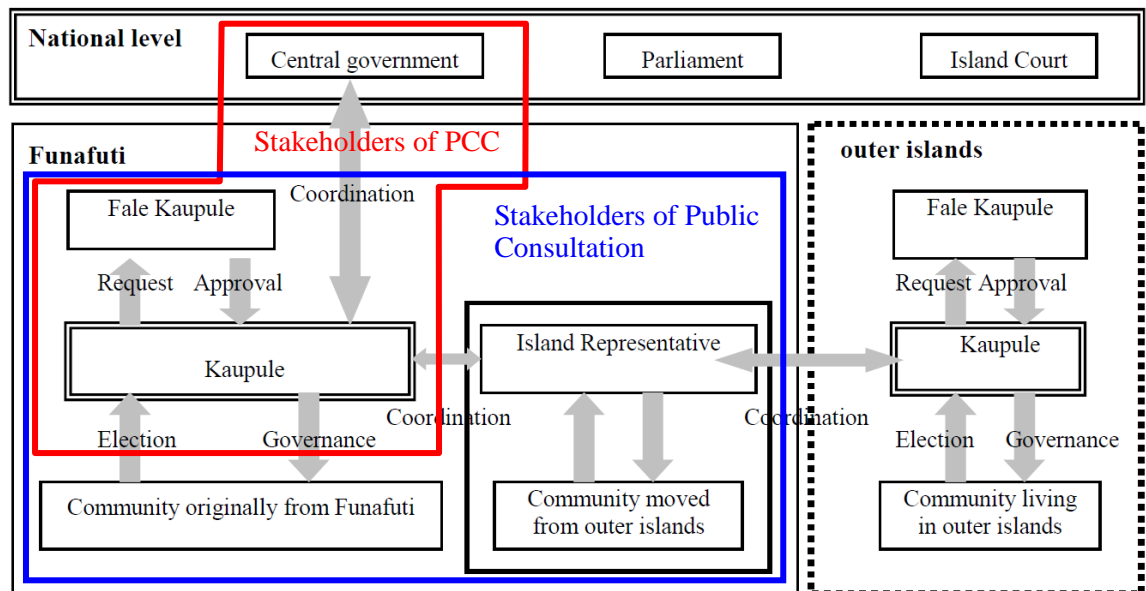 National level
Central government
Parliament
Island Court
Stakeholders of PCC
Funafuti
outer islands
Coordination
Fale Kaupule
Stakeholders of Public
Consultation
Fale Kaupule
Request
Approval
Request
Approval
Kaupule
Island Representative
Kaupule
Coordination
Coordination
Election
Governance
Election
Governance
Community originally from Funafuti
Community moved
from outer islands
Community living
in outer islands